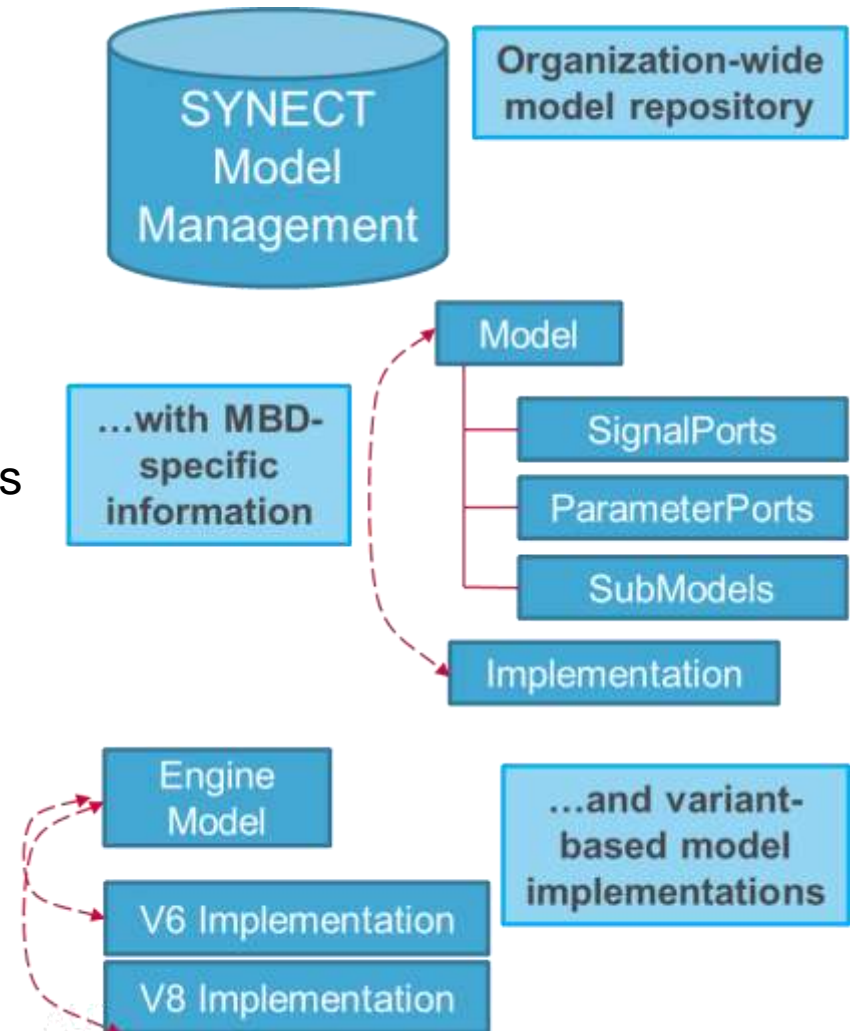 SYNECT
Model
Management
Organization-wide
model repository
Model
…with MBD-
specific
information
s
SignalPorts
ParameterPorts
SubModels
Implementation
Engine
Model
…and variant-
based model
implementations
V6 Implementation
V8 Implementation